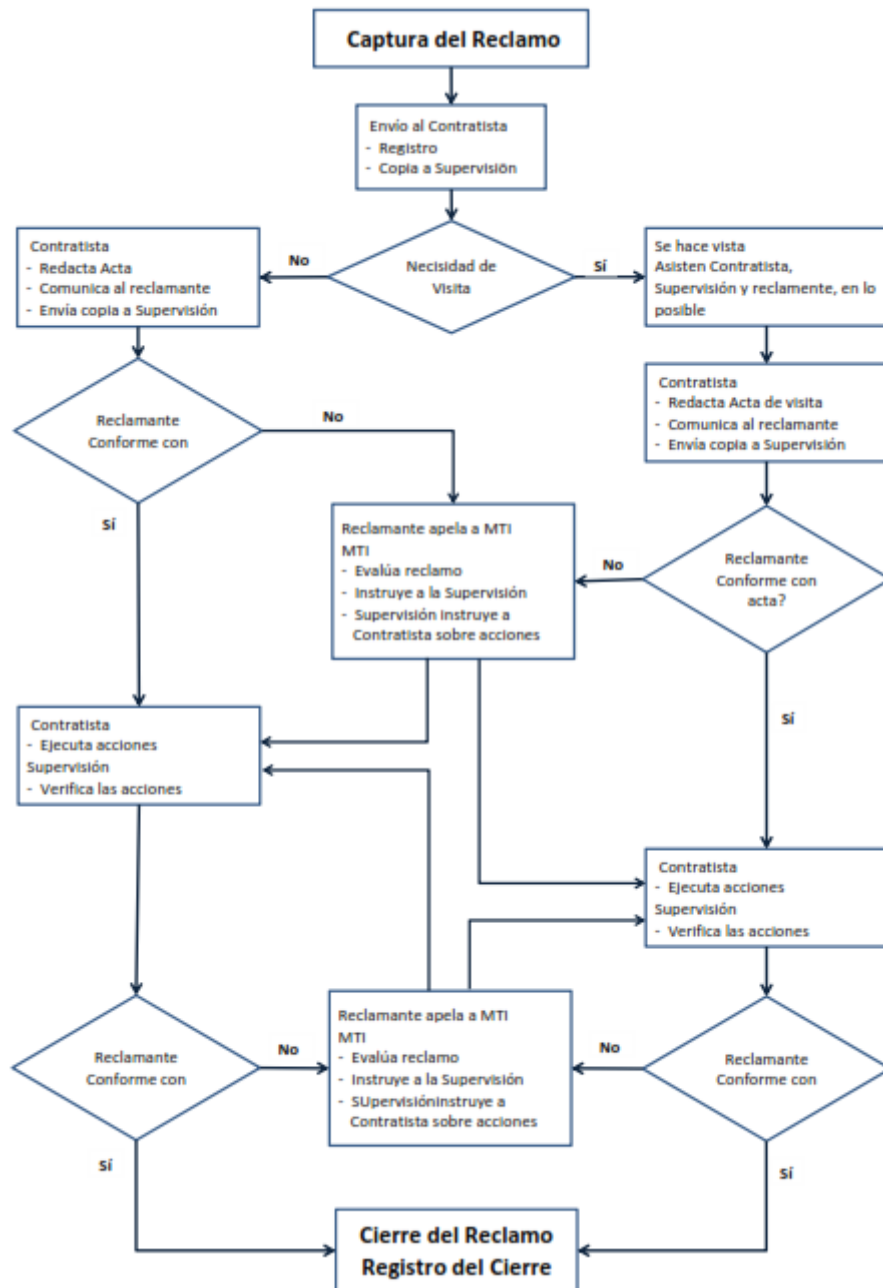 Captura del Reclamo
Envío al Contratista
- Registro
- Copia a Supervisión
Necisidad de
Visita
No
Sí
Contratista
- Redacta Acta
- Comunica al reclamante
- Envía copia a Supervisión
Se hace vista
Asisten Contratista,
Supervisión y reclamente, en lo
posible
Contratista
- Redacta Acta de visita
- Comunica al reclamante
- Envía copia a Supervisión
Reclamante
Conforme con
No
Sí
Reclamante apela a MTI
MTI
- Evalúa reclamo
- Instruye a la Supervisión
- Supervisión instruye a
Contratista sobre acciones
No
Reclamante
Conforme con
acta?
Sí
Contratista
- Ejecuta acciones
Supervisión
- Verifica las acciones
Contratista
- Ejecuta acciones
Supervisión
- Verifica las acciones
Reclamante
Conforme con
No
Sí
Reclamante apela a MTI
MTI
- Evalúa reclamo
- Instruye a la Supervisión
- SUpervisióninstruye a
Contratista sobre acciones
No
Reclamante
Conforme con
Sí
Cierre del Reclamo
Registro del Cierre